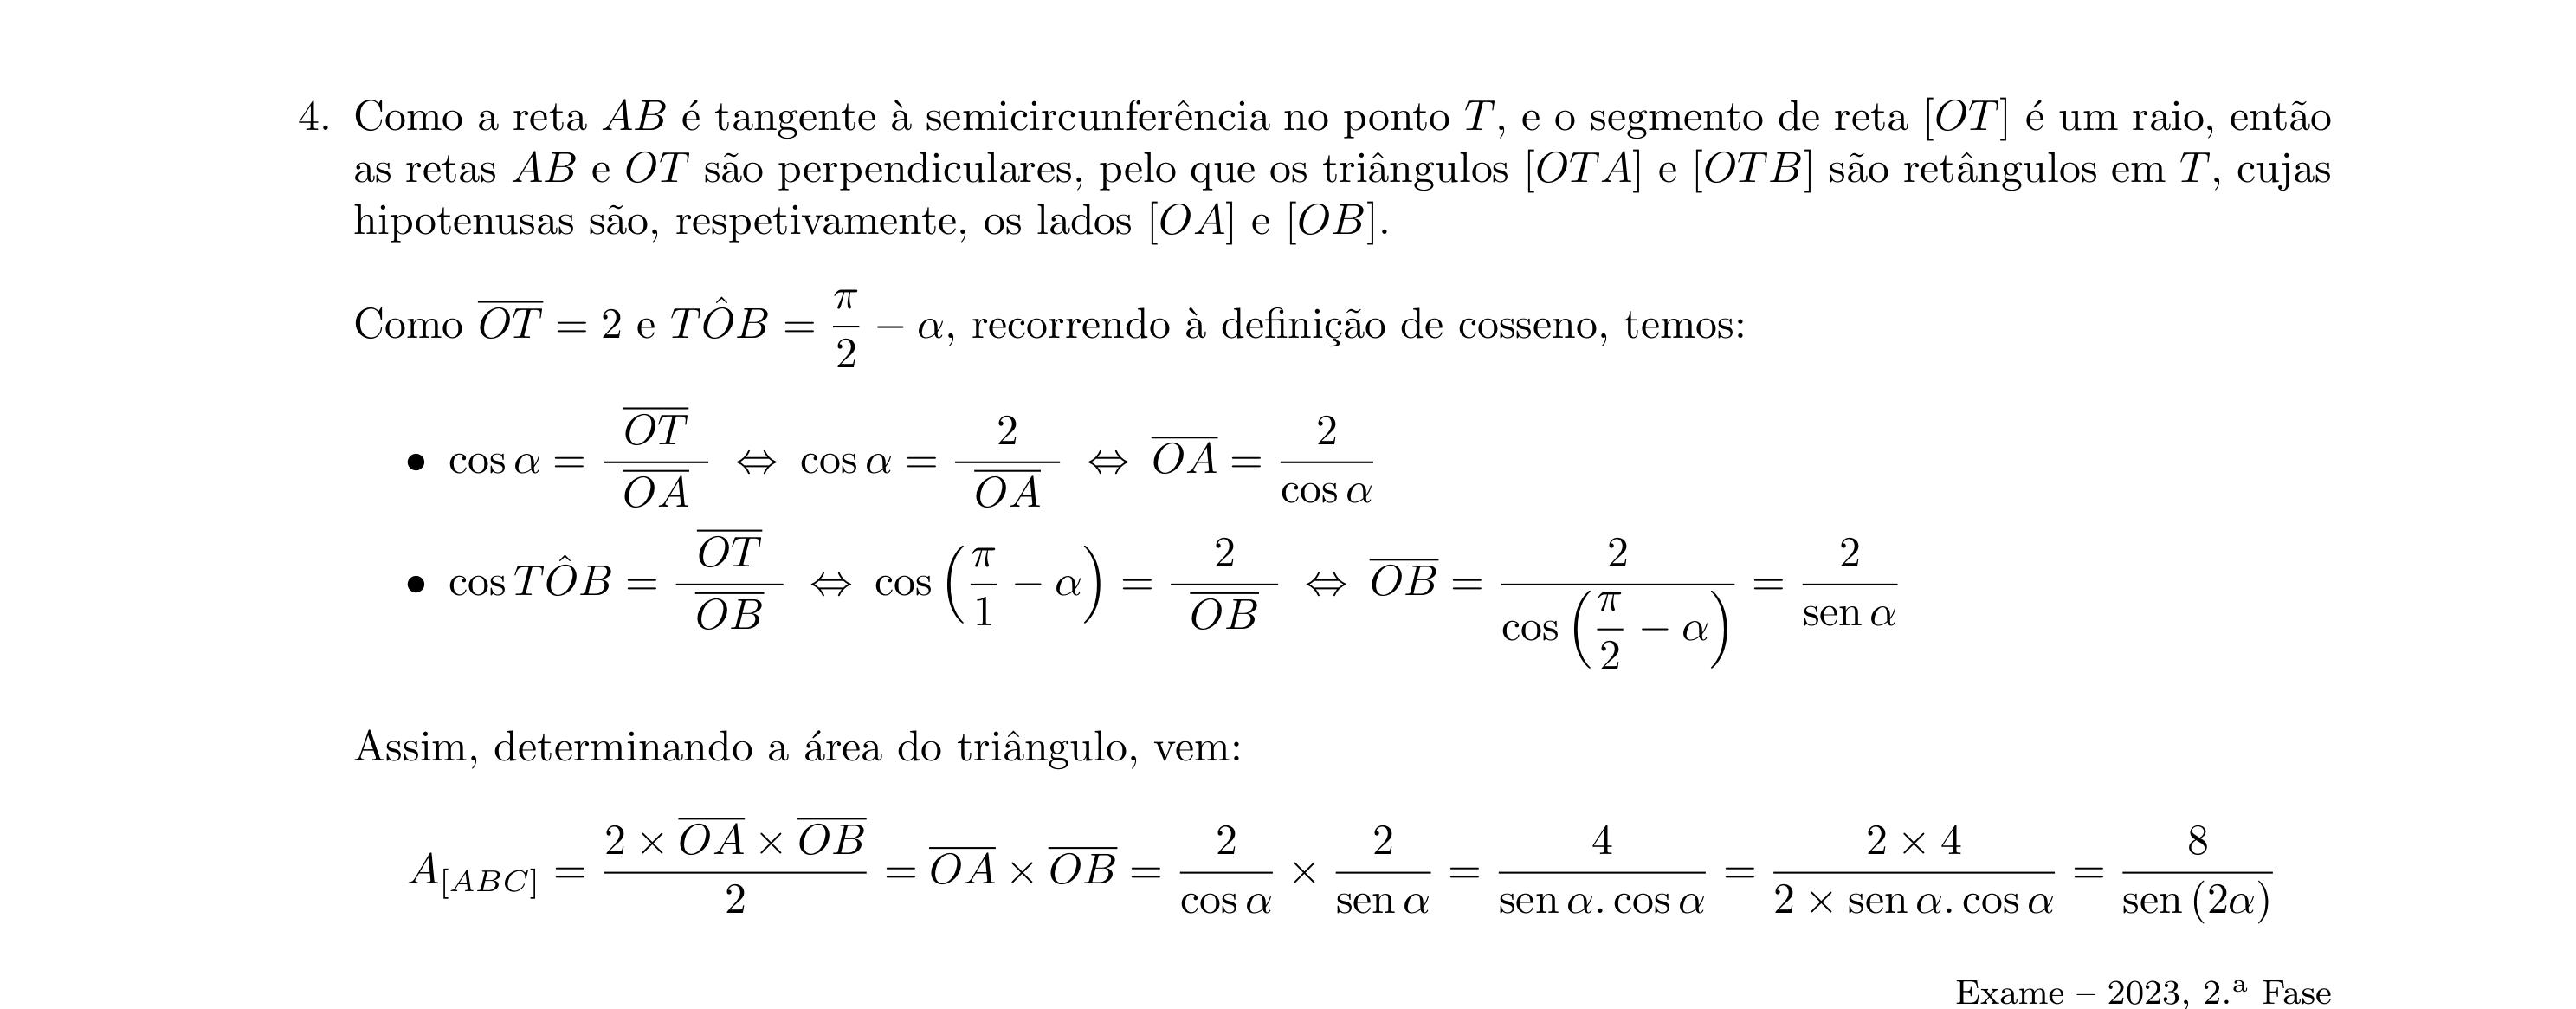 4. Como a reta AB é tangente à semicircunferência no ponto T, e o segmento de reta [OT] é um raio, então
as retas AB e OT são perpendiculares, pelo que os triângulos [OTA] e [OTB] são retângulos em T, cujas
hipotenusas são, respetivamente, os lados [OA] e [OB].
Como $\overline{OT} = 2$ e $T\hat{O}B = \frac{\pi}{2} - \alpha$, recorrendo à definição de cosseno, temos:
• $\cos\alpha = \frac{\overline{OT}}{\overline{OA}} \Leftrightarrow \cos\alpha = \frac{2}{\overline{OA}} \Leftrightarrow \overline{OA} = \frac{2}{\cos\alpha}$
• $\cos T\hat{O}B = \frac{\overline{OT}}{\overline{OB}} \Leftrightarrow \cos\left(\frac{\pi}{1} - \alpha\right) = \frac{2}{\overline{OB}} \Leftrightarrow \overline{OB} = \frac{2}{\cos\left(\frac{\pi}{2} - \alpha\right)} = \frac{2}{\text{sen}\,\alpha}$
Assim, determinando a área do triângulo, vem:
$A_{[ABC]} = \frac{2 \times \overline{OA} \times \overline{OB}}{2} = \overline{OA} \times \overline{OB} = \frac{2}{\cos\alpha} \times \frac{2}{\text{sen}\,\alpha} = \frac{4}{\text{sen}\,\alpha . \cos\alpha} = \frac{2 \times 4}{2 \times \text{sen}\,\alpha . \cos\alpha} = \frac{8}{\text{sen}\,(2\alpha)}$
Exame – 2023, 2.ª Fase